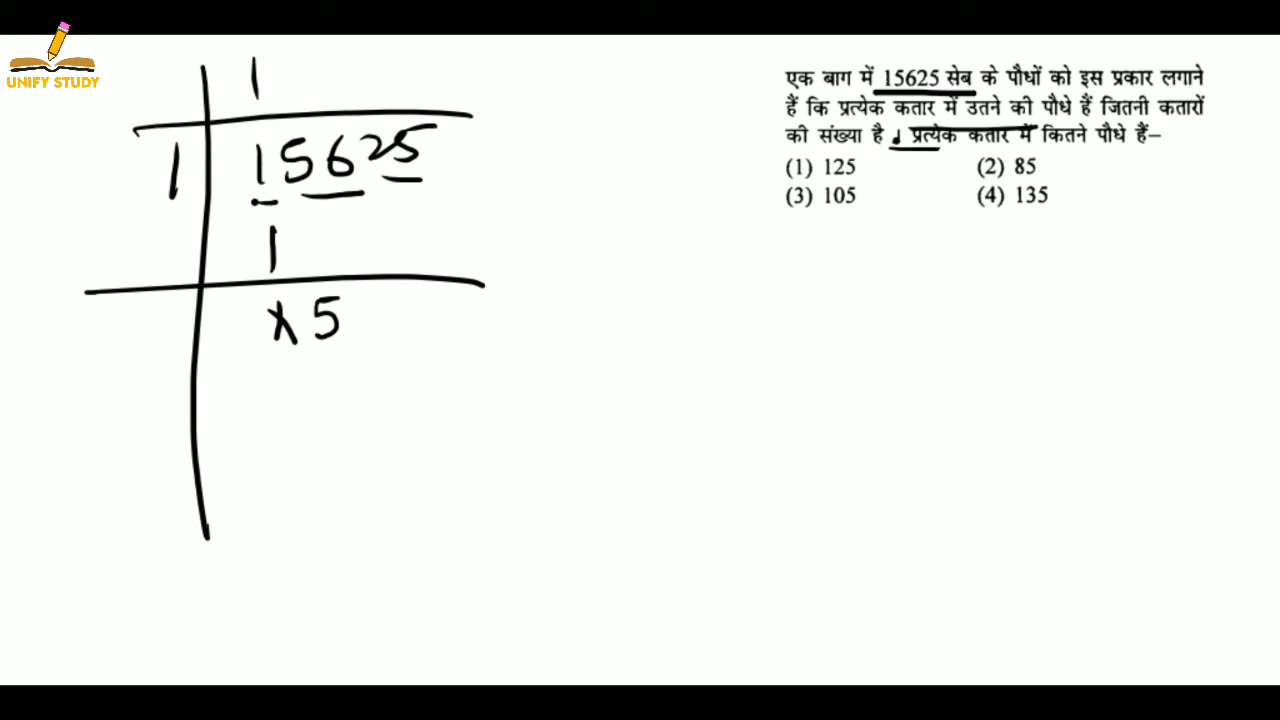 UNIFY STUDY
1
1 15625
1
x 5
एक बाग में 15625 सेब के पौधों को इस प्रकार लगाने
हैं कि प्रत्येक कतार में उतने की पौधे हैं जितनी कतारों
की संख्या है । प्रत्येक कतार में कितने पौधे हैं–
(1) 125 (2) 85
(3) 105 (4) 135